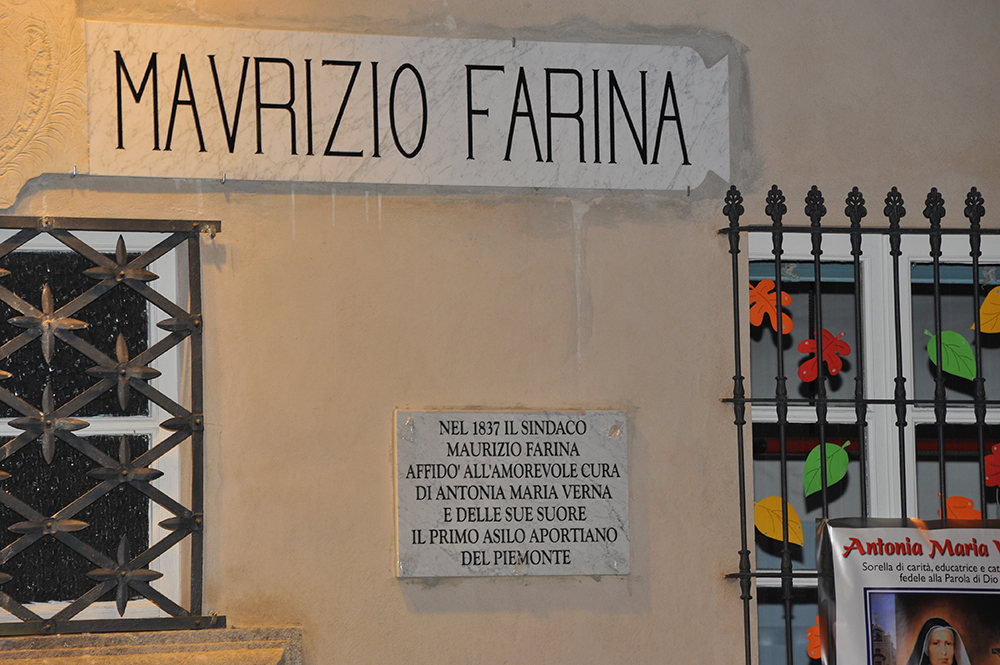 MAVRIZIO FARINA
NEL 1837 IL SINDACO
MAURIZIO FARINA
AFFIDO' ALL'AMOREVOLE CURA
DI ANTONIA MARIA VERNA
E DELLE SUE SUORE
IL PRIMO ASILO APORTIANO
DEL PIEMONTE
Antonia Maria
Sorella di carità, educatrice e
fedele alla Parola di Dio